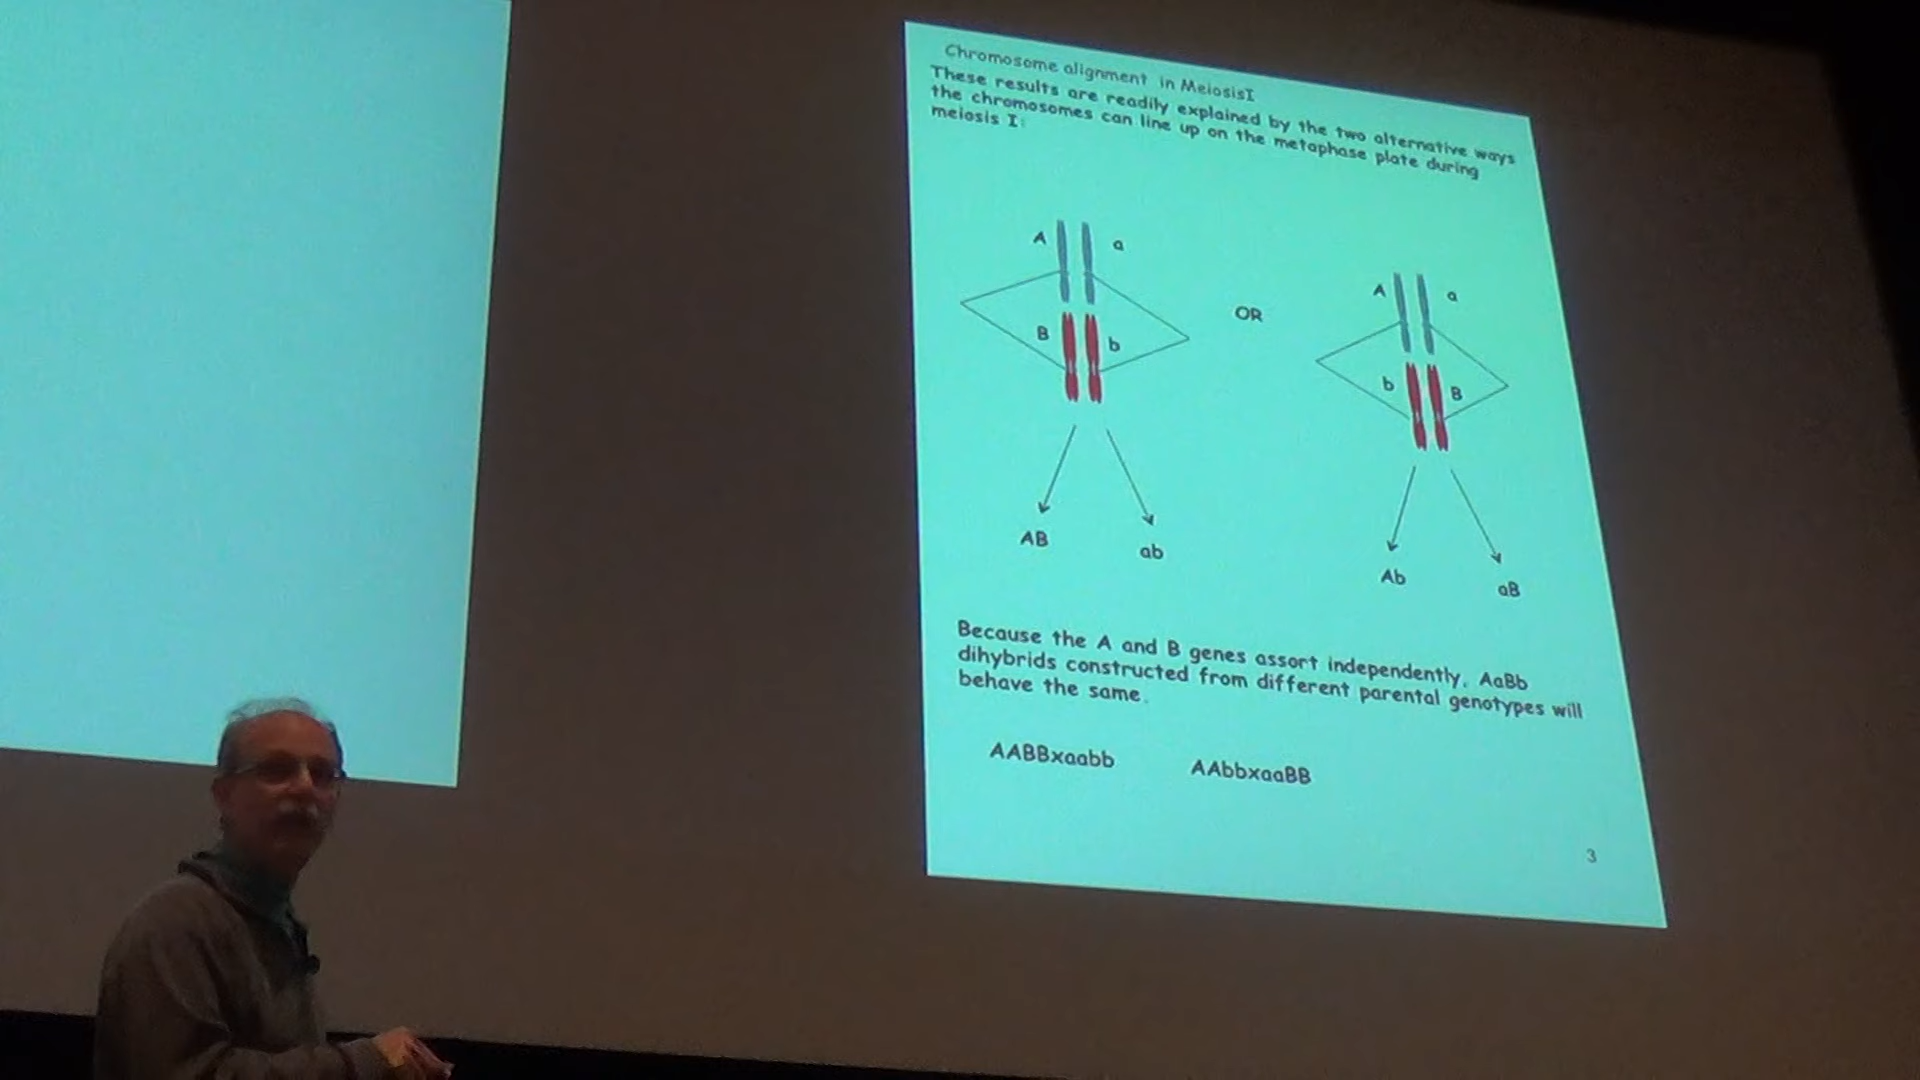 Chromosome alignment in MeiosisI
These results are readily explained by the two alternative ways
the chromosomes can line up on the metaphase plate during
meiosis I:
A a
B b
OR
A a
b B
AB ab
Ab aB
Because the A and B genes assort independently, AaBb
dihybrids constructed from different parental genotypes will
behave the same.
AABBxaabb AAbbxaaBB
3